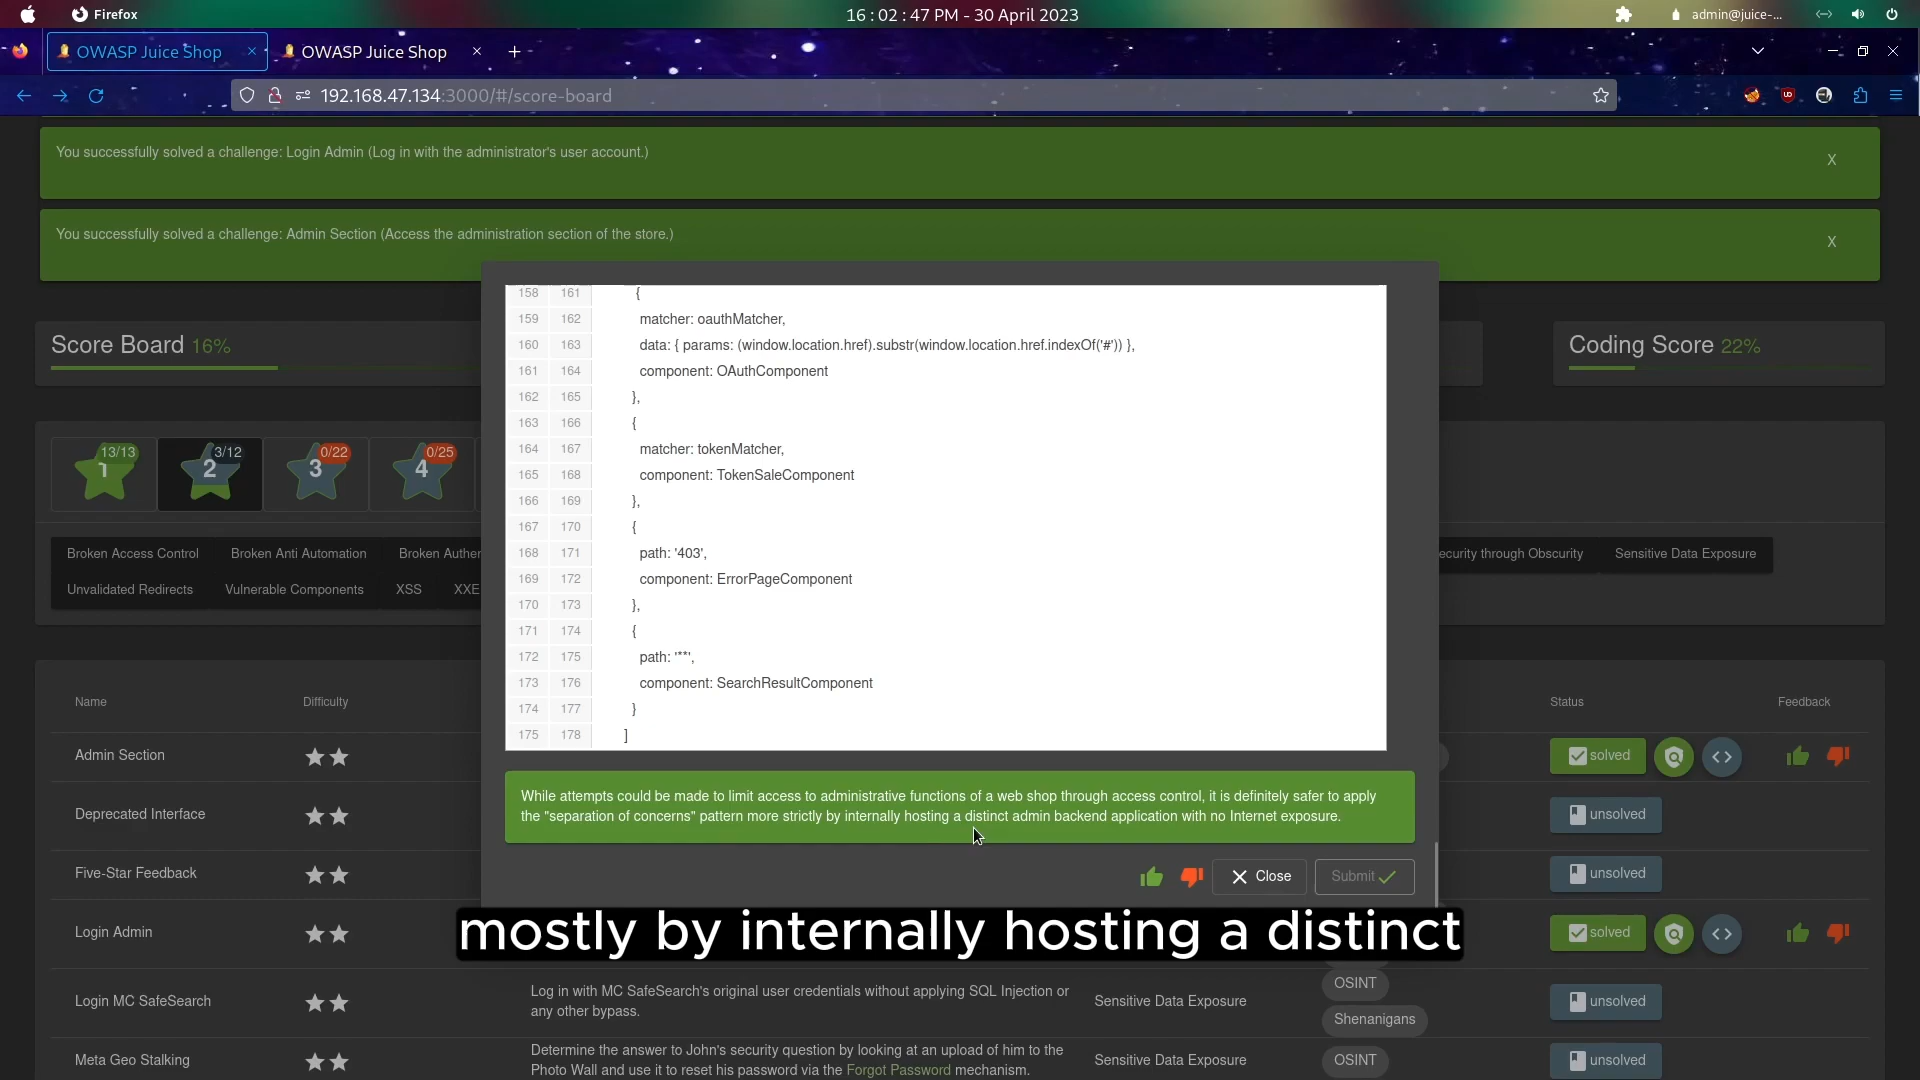 Firefox
16 : 02 : 47 PM - 30 April 2023
admin@juice-...
OWASP Juice Shop
OWASP Juice Shop
192.168.47.134:3000/#/score-board
You successfully solved a challenge: Login Admin (Log in with the administrator's user account.)
X
You successfully solved a challenge: Admin Section (Access the administration section of the store.)
X
Score Board 16%
Coding Score 22%
1 13/13
2 3/12
3 0/22
4 0/25
Broken Access Control Broken Anti Automation Broken Authen
ecurity through Obscurity Sensitive Data Exposure
Unvalidated Redirects Vulnerable Components XSS XXE
158 161 {
159 162 matcher: oauthMatcher,
160 163 data: { params: (window.location.href).substr(window.location.href.indexOf('#')) },
161 164 component: OAuthComponent
162 165 },
163 166 {
164 167 matcher: tokenMatcher,
165 168 component: TokenSaleComponent
166 169 },
167 170 {
168 171 path: '403',
169 172 component: ErrorPageComponent
170 173 },
171 174 {
172 175 path: '**',
173 176 component: SearchResultComponent
174 177 }
175 178 ]
While attempts could be made to limit access to administrative functions of a web shop through access control, it is definitely safer to apply
the "separation of concerns" pattern more strictly by internally hosting a distinct admin backend application with no Internet exposure.
Close
Submit
mostly by internally hosting a distinct
Name Difficulty Status Feedback
Admin Section solved
Deprecated Interface unsolved
Five-Star Feedback unsolved
Login Admin solved
Login MC SafeSearch
Log in with MC SafeSearch's original user credentials without applying SQL Injection or
any other bypass.
Sensitive Data Exposure
OSINT
Shenanigans
unsolved
Meta Geo Stalking
Determine the answer to John's security question by looking at an upload of him to the
Photo Wall and use it to reset his password via the Forgot Password mechanism.
Sensitive Data Exposure
OSINT
unsolved